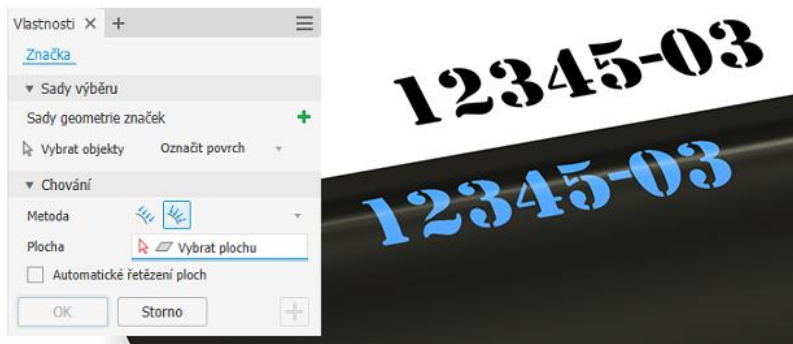 Vlastnosti
Značka
Sady výběru
Sady geometrie značek
Vybrat objekty Označit povrch
Chování
Metoda
Plocha Vybrat plochu
Automatické řetězení ploch
OK Storno
12345-03
12345-03